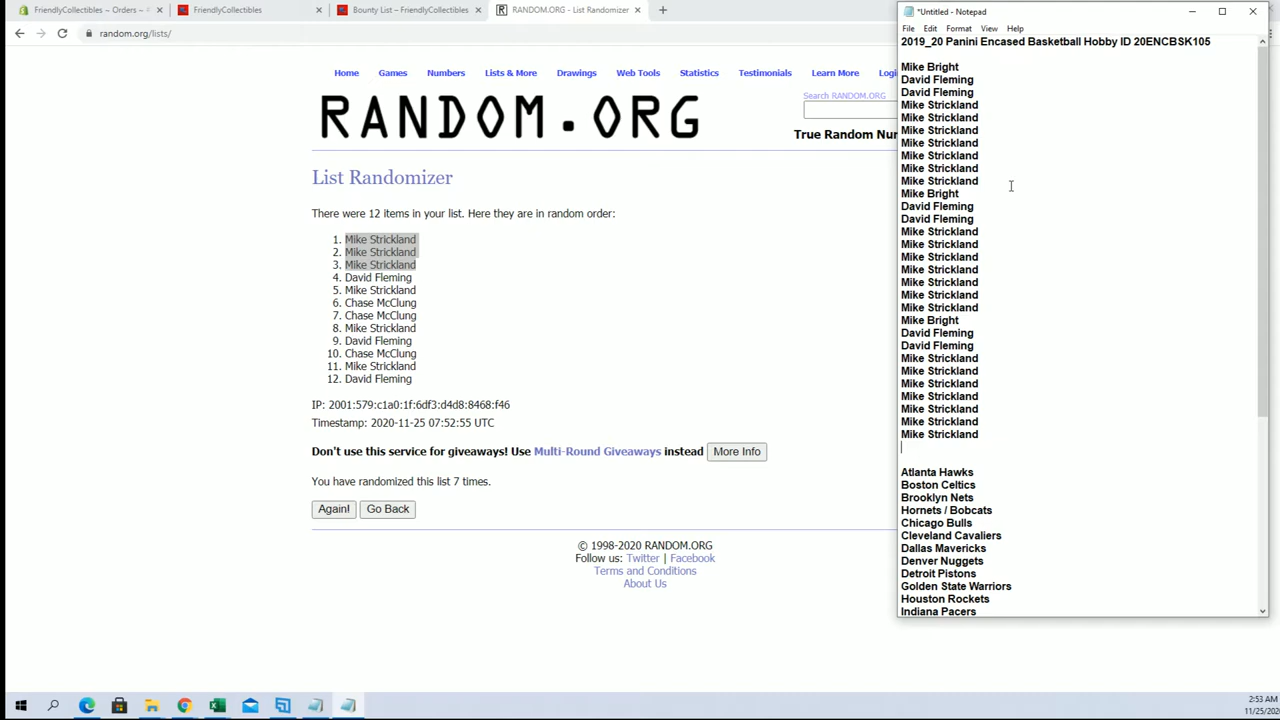 FriendlyCollectibles – Orders –
FriendlyCollectibles
Bounty List – FriendlyCollectibles
RANDOM.ORG - List Randomizer
random.org/lists/
Home Games Numbers Lists & More Drawings Web Tools Statistics Testimonials Learn More
Search RANDOM.ORG
RANDOM.ORG
True Random
List Randomizer
There were 12 items in your list. Here they are in random order:
1. Mike Strickland
2. Mike Strickland
3. Mike Strickland
4. David Fleming
5. Mike Strickland
6. Chase McClung
7. Chase McClung
8. Mike Strickland
9. David Fleming
10. Chase McClung
11. Mike Strickland
12. David Fleming
IP: 2001:579:c1a0:1f:6df3:d4d8:8468:f46
Timestamp: 2020-11-25 07:52:55 UTC
Don't use this service for giveaways! Use Multi-Round Giveaways instead More Info
You have randomized this list 7 times.
Again! Go Back
© 1998-2020 RANDOM.ORG
Follow us: Twitter | Facebook
Terms and Conditions
About Us
*Untitled - Notepad
File Edit Format View Help
2019_20 Panini Encased Basketball Hobby ID 20ENCBSK105
Mike Bright
David Fleming
David Fleming
Mike Strickland
Mike Strickland
Mike Strickland
Mike Strickland
Mike Strickland
Mike Strickland
Mike Strickland
Mike Bright
David Fleming
David Fleming
Mike Strickland
Mike Strickland
Mike Strickland
Mike Strickland
Mike Strickland
Mike Strickland
Mike Strickland
Mike Bright
David Fleming
David Fleming
Mike Strickland
Mike Strickland
Mike Strickland
Mike Strickland
Mike Strickland
Mike Strickland
Mike Strickland
Atlanta Hawks
Boston Celtics
Brooklyn Nets
Hornets / Bobcats
Chicago Bulls
Cleveland Cavaliers
Dallas Mavericks
Denver Nuggets
Detroit Pistons
Golden State Warriors
Houston Rockets
Indiana Pacers
2:53 AM